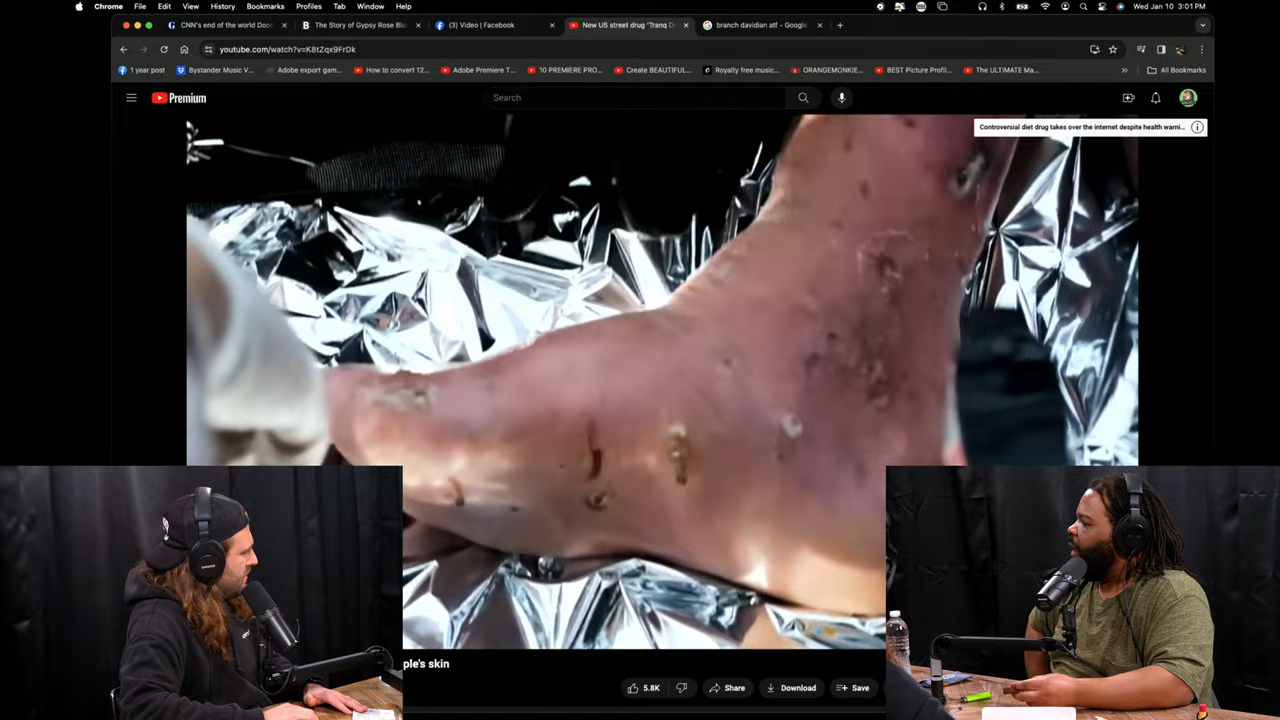 Chrome File Edit View History Bookmarks Profiles Tab Window Help
Wed Jan 10 3:01 PM
CNN's end of the world Doom
The Story of Gypsy Rose Bla
(3) Video | Facebook
New US street drug "Tranq D
branch davidian atf - Google
youtube.com/watch?v=K8tZqx9FrDk
1 year post
Bystander Music V...
Adobe export gam...
How to convert 12...
Adobe Premiere T...
10 PREMIERE PRO...
Create BEAUTIFUL...
Royalty free music...
ORANGEMONKIE...
BEST Picture Profil...
The ULTIMATE Ma...
All Bookmarks
Premium
Search
Controversial diet drug takes over the internet despite health warni...
ple's skin
5.8K
Share
Download
Save